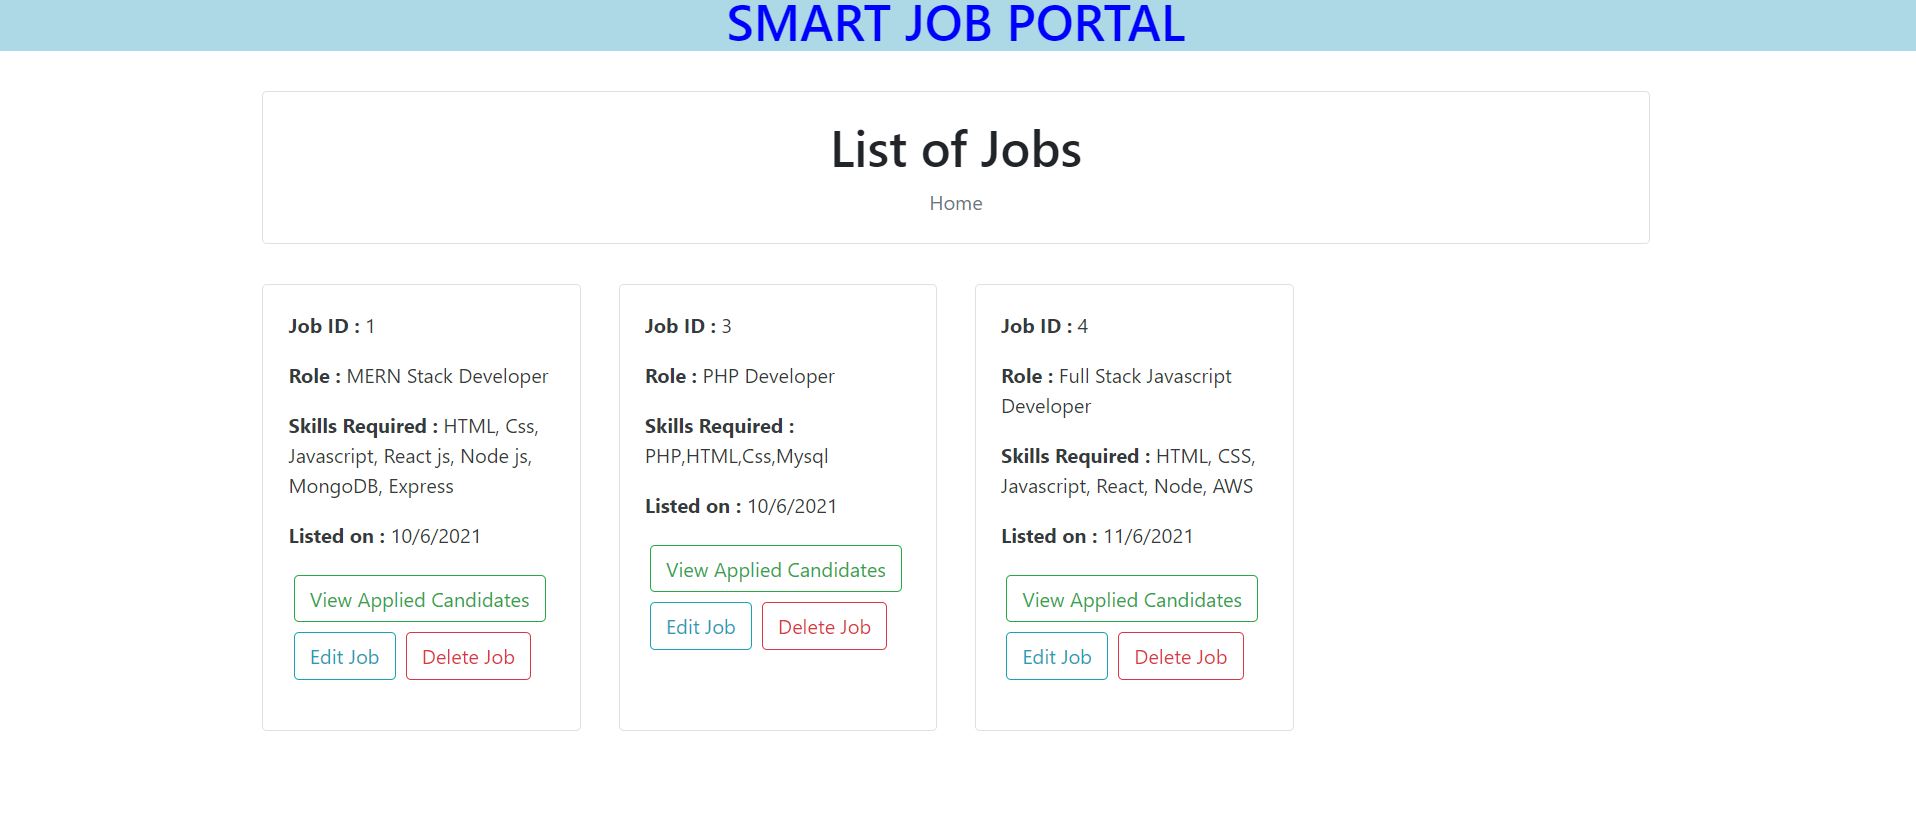 SMART JOB PORTAL
List of Jobs
Home
Job ID : 1
Role : MERN Stack Developer
Skills Required : HTML, Css,
Javascript, React js, Node js,
MongoDB, Express
Listed on : 10/6/2021
View Applied Candidates
Edit Job
Delete Job
Job ID : 3
Role : PHP Developer
Skills Required :
PHP,HTML,Css,Mysql
Listed on : 10/6/2021
View Applied Candidates
Edit Job
Delete Job
Job ID : 4
Role : Full Stack Javascript
Developer
Skills Required : HTML, CSS,
Javascript, React, Node, AWS
Listed on : 11/6/2021
View Applied Candidates
Edit Job
Delete Job